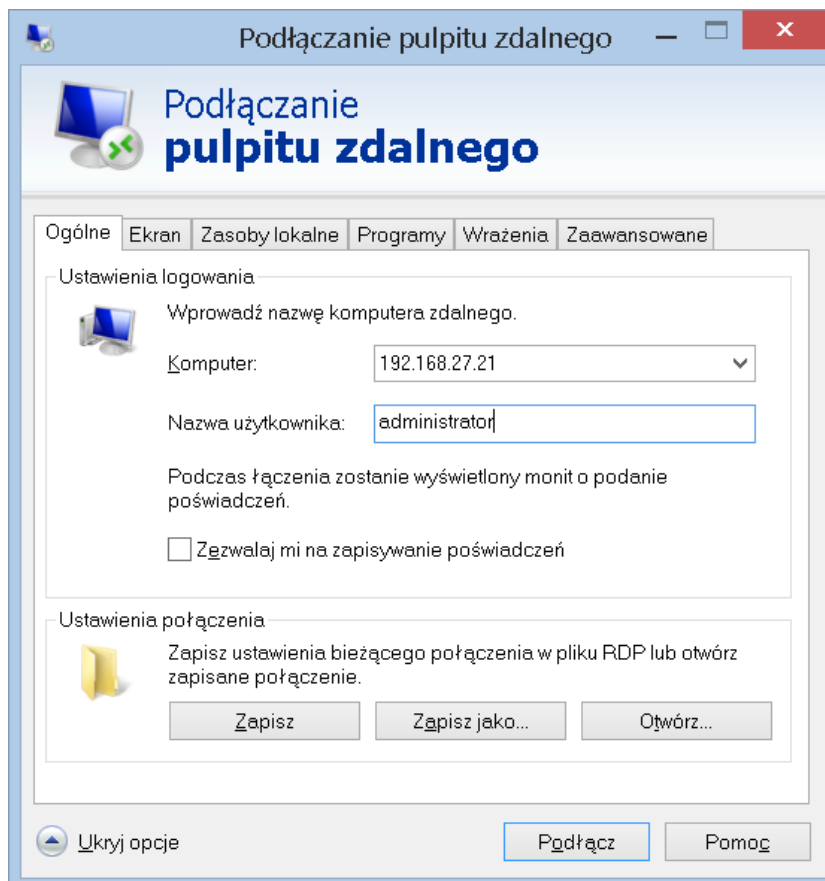 Podłączanie pulpitu zdalnego
Podłączanie
pulpitu zdalnego
Ogólne Ekran Zasoby lokalne Programy Wrażenia Zaawansowane
Ustawienia logowania
Wprowadź nazwę komputera zdalnego.
Komputer: 192.168.27.21
Nazwa użytkownika: administrator
Podczas łączenia zostanie wyświetlony monit o podanie
poświadczeń.
Zezwalaj mi na zapisywanie poświadczeń
Ustawienia połączenia
Zapisz ustawienia bieżącego połączenia w pliku RDP lub otwórz
zapisane połączenie.
Zapisz Zapisz jako... Otwórz...
Ukryj opcje Podłącz Pomoc